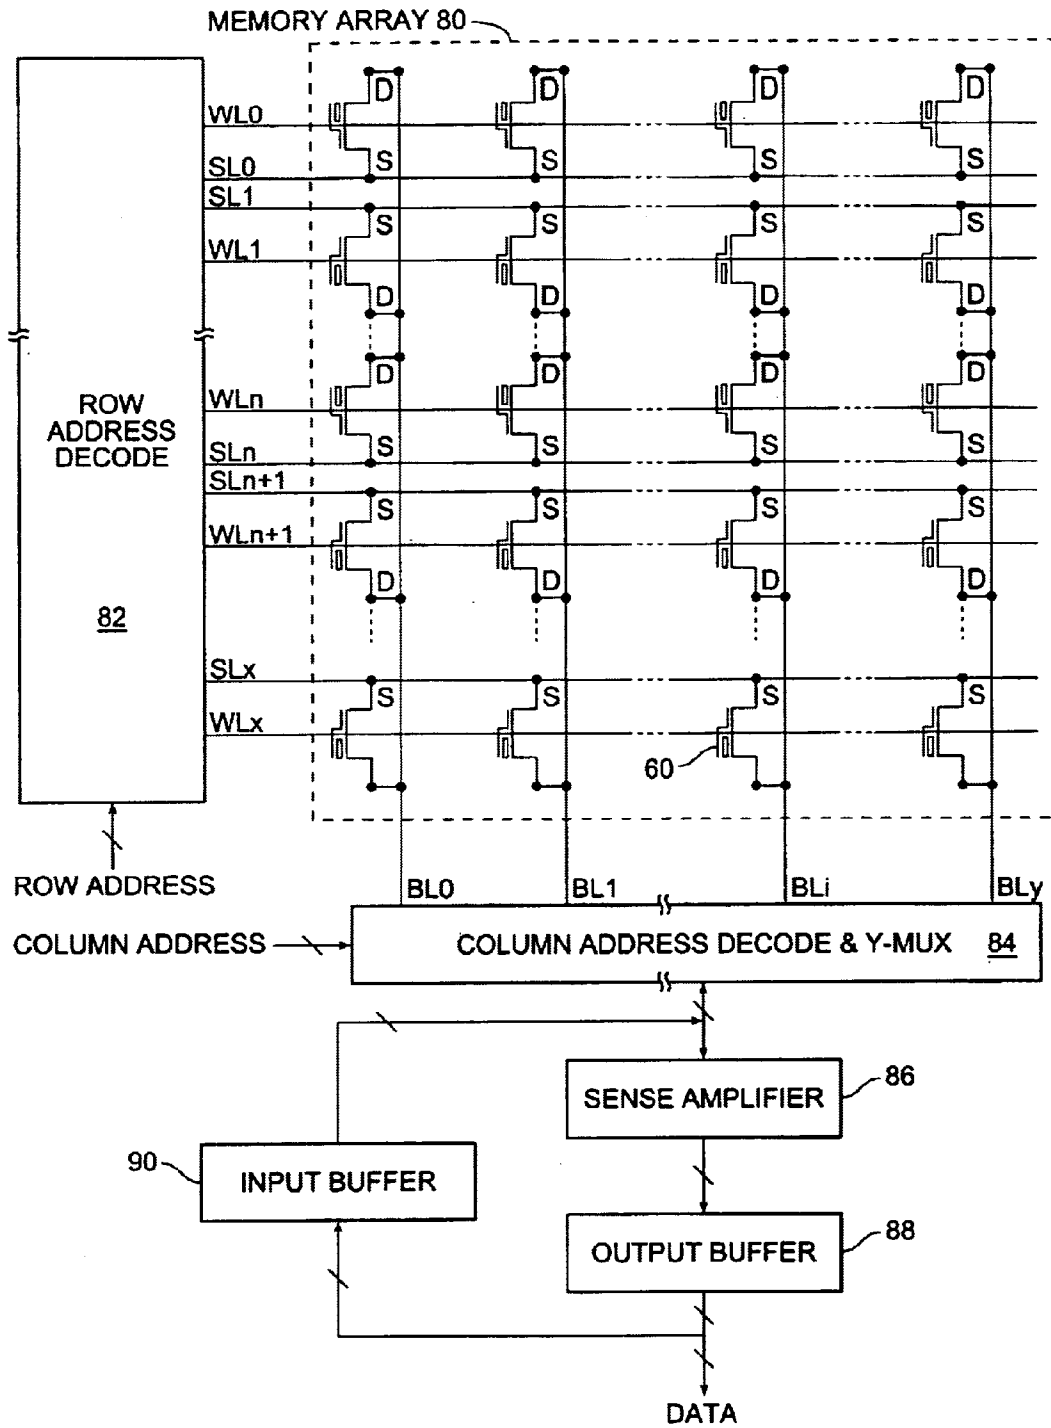 MEMORY ARRAY 80
D D D D
WL0
S S S S
SL0
SL1
S S S S
WL1
D D D D
D D D D
WLn
S S S S
SLn
SLn+1
S S S S
WLn+1
D D D D
ROW
ADDRESS
DECODE
82
SLx
S S S S
WLx
60
ROW ADDRESS
BL0 BL1 BLi BLy
COLUMN ADDRESS
COLUMN ADDRESS DECODE & Y-MUX 84
SENSE AMPLIFIER 86
90 INPUT BUFFER
OUTPUT BUFFER 88
DATA